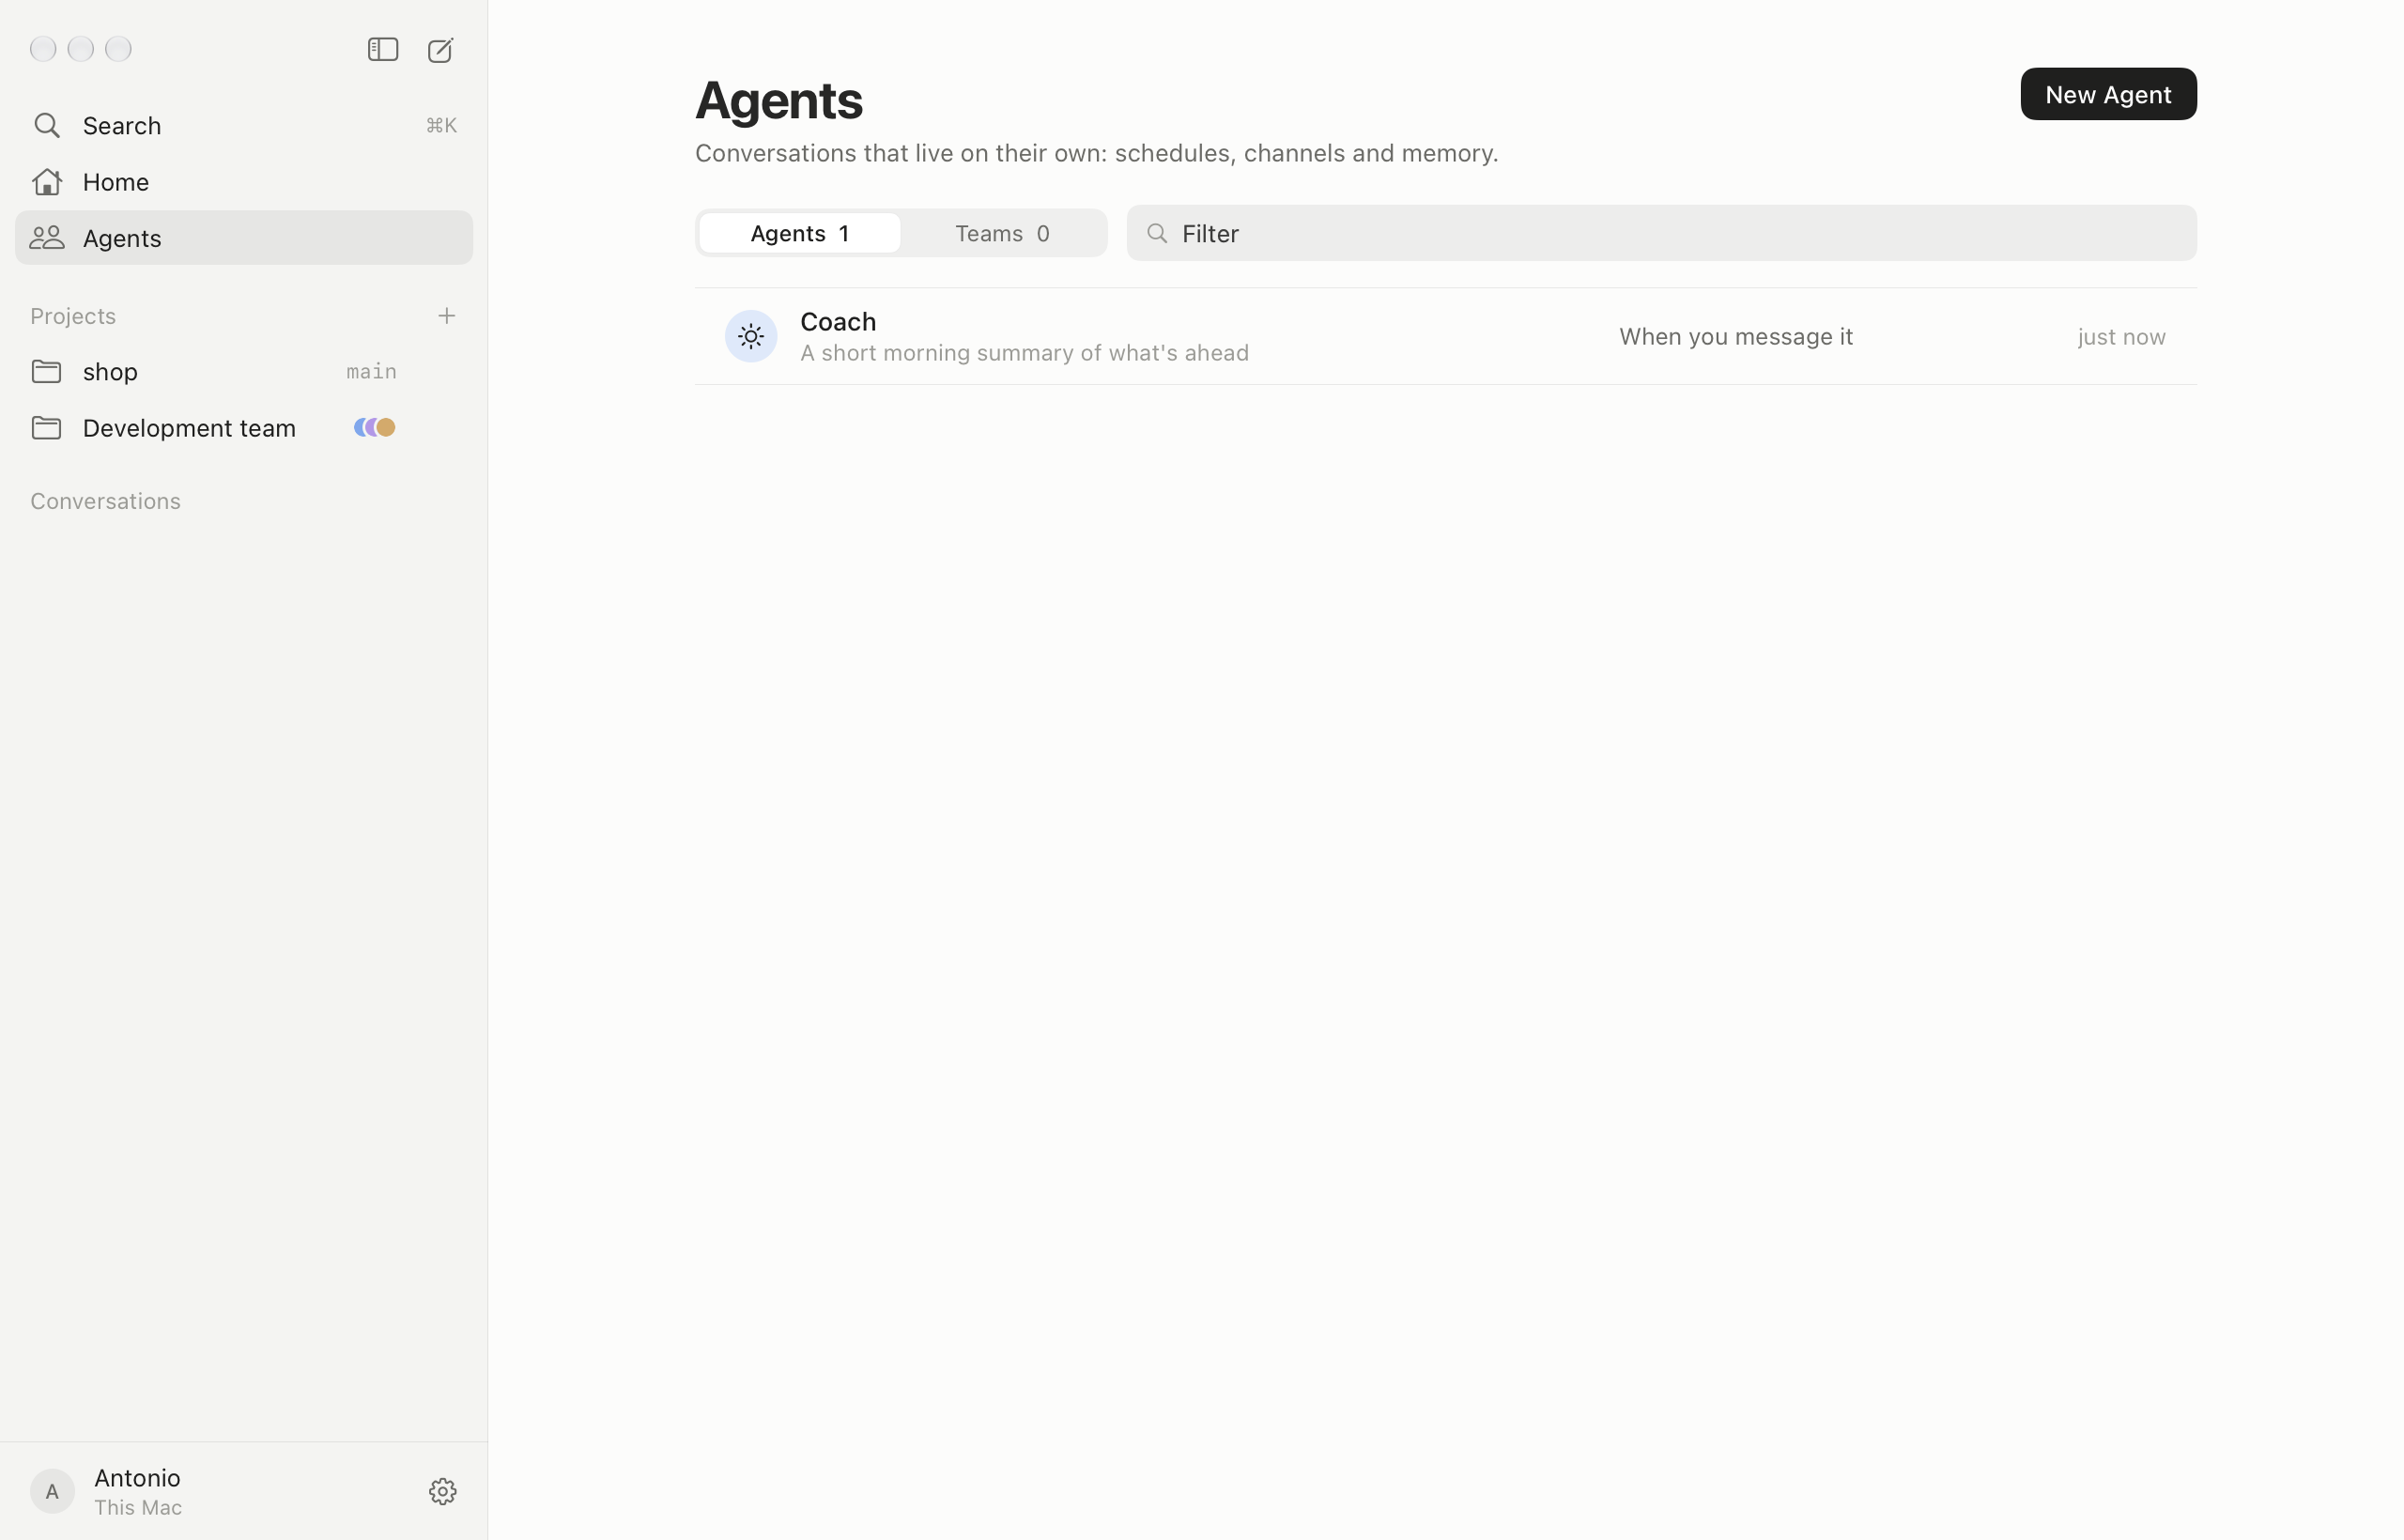 Search ⌘K
Home
Agents
Projects
shop main
Development team
Conversations
A
Antonio
This Mac
Agents
New Agent
Conversations that live on their own: schedules, channels and memory.
Agents 1 Teams 0 Filter
Coach
A short morning summary of what's ahead
When you message it just now